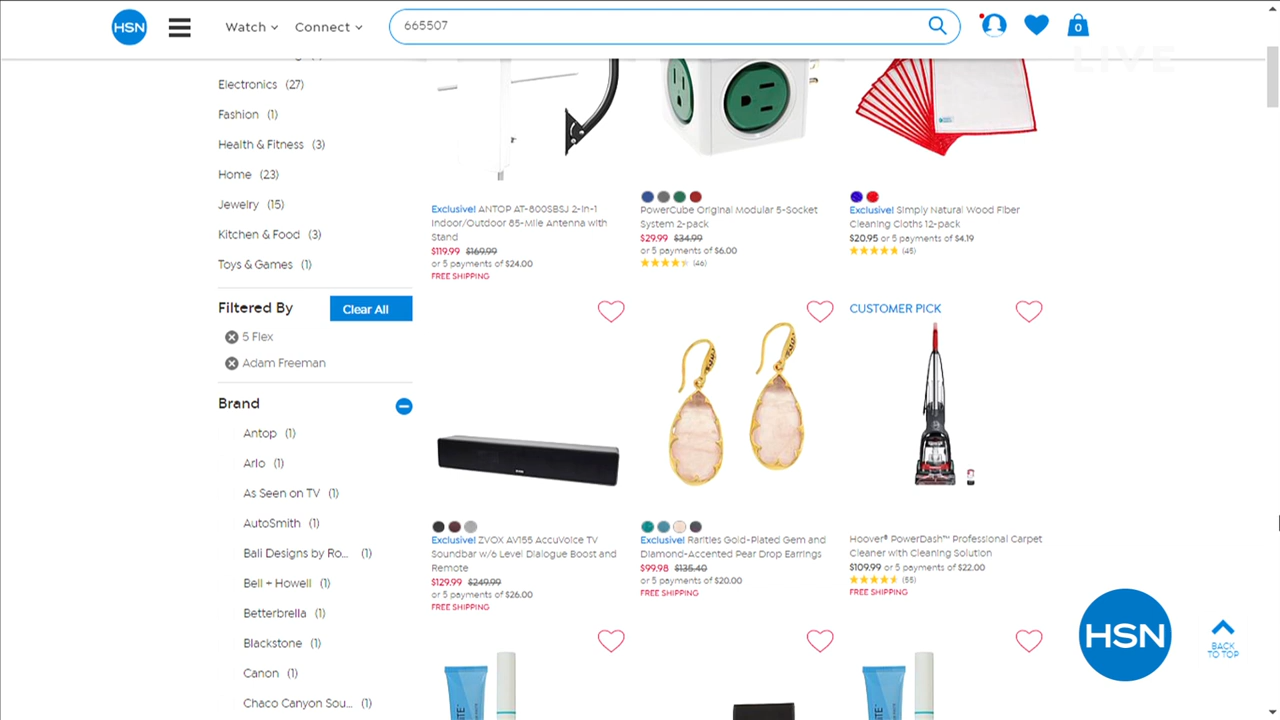 HSN
Watch
Connect
665507
0
LIVE
Electronics (27)
Fashion (1)
Health & Fitness (3)
Home (23)
Jewelry (15)
Kitchen & Food (3)
Toys & Games (1)
Filtered By
Clear All
5 Flex
Adam Freeman
Brand
Antop (1)
Arlo (1)
As Seen on TV (1)
AutoSmith (1)
Bali Designs by Ro... (1)
Bell + Howell (1)
Betterbrella (1)
Blackstone (1)
Canon (1)
Chaco Canyon Sou... (1)
Exclusive! ANTOP AT-800SBSJ 2-in-1
Indoor/Outdoor 85-Mile Antenna with
Stand
$119.99 $169.99
or 5 payments of $24.00
FREE SHIPPING
PowerCube Original Modular 5-Socket
System 2-pack
$29.99 $34.99
or 5 payments of $6.00
(46)
Exclusive! Simply Natural Wood Fiber
Cleaning Cloths 12-pack
$20.95 or 5 payments of $4.19
(45)
CUSTOMER PICK
Exclusive! ZVOX AV155 AccuVoice TV
Soundbar w/6 Level Dialogue Boost and
Remote
$129.99 $249.99
or 5 payments of $26.00
FREE SHIPPING
Exclusive! Rarities Gold-Plated Gem and
Diamond-Accented Pear Drop Earrings
$99.98 $135.40
or 5 payments of $20.00
FREE SHIPPING
Hoover® PowerDash™ Professional Carpet
Cleaner with Cleaning Solution
$109.99 or 5 payments of $22.00
(55)
FREE SHIPPING
HSN
BACK
TO TOP